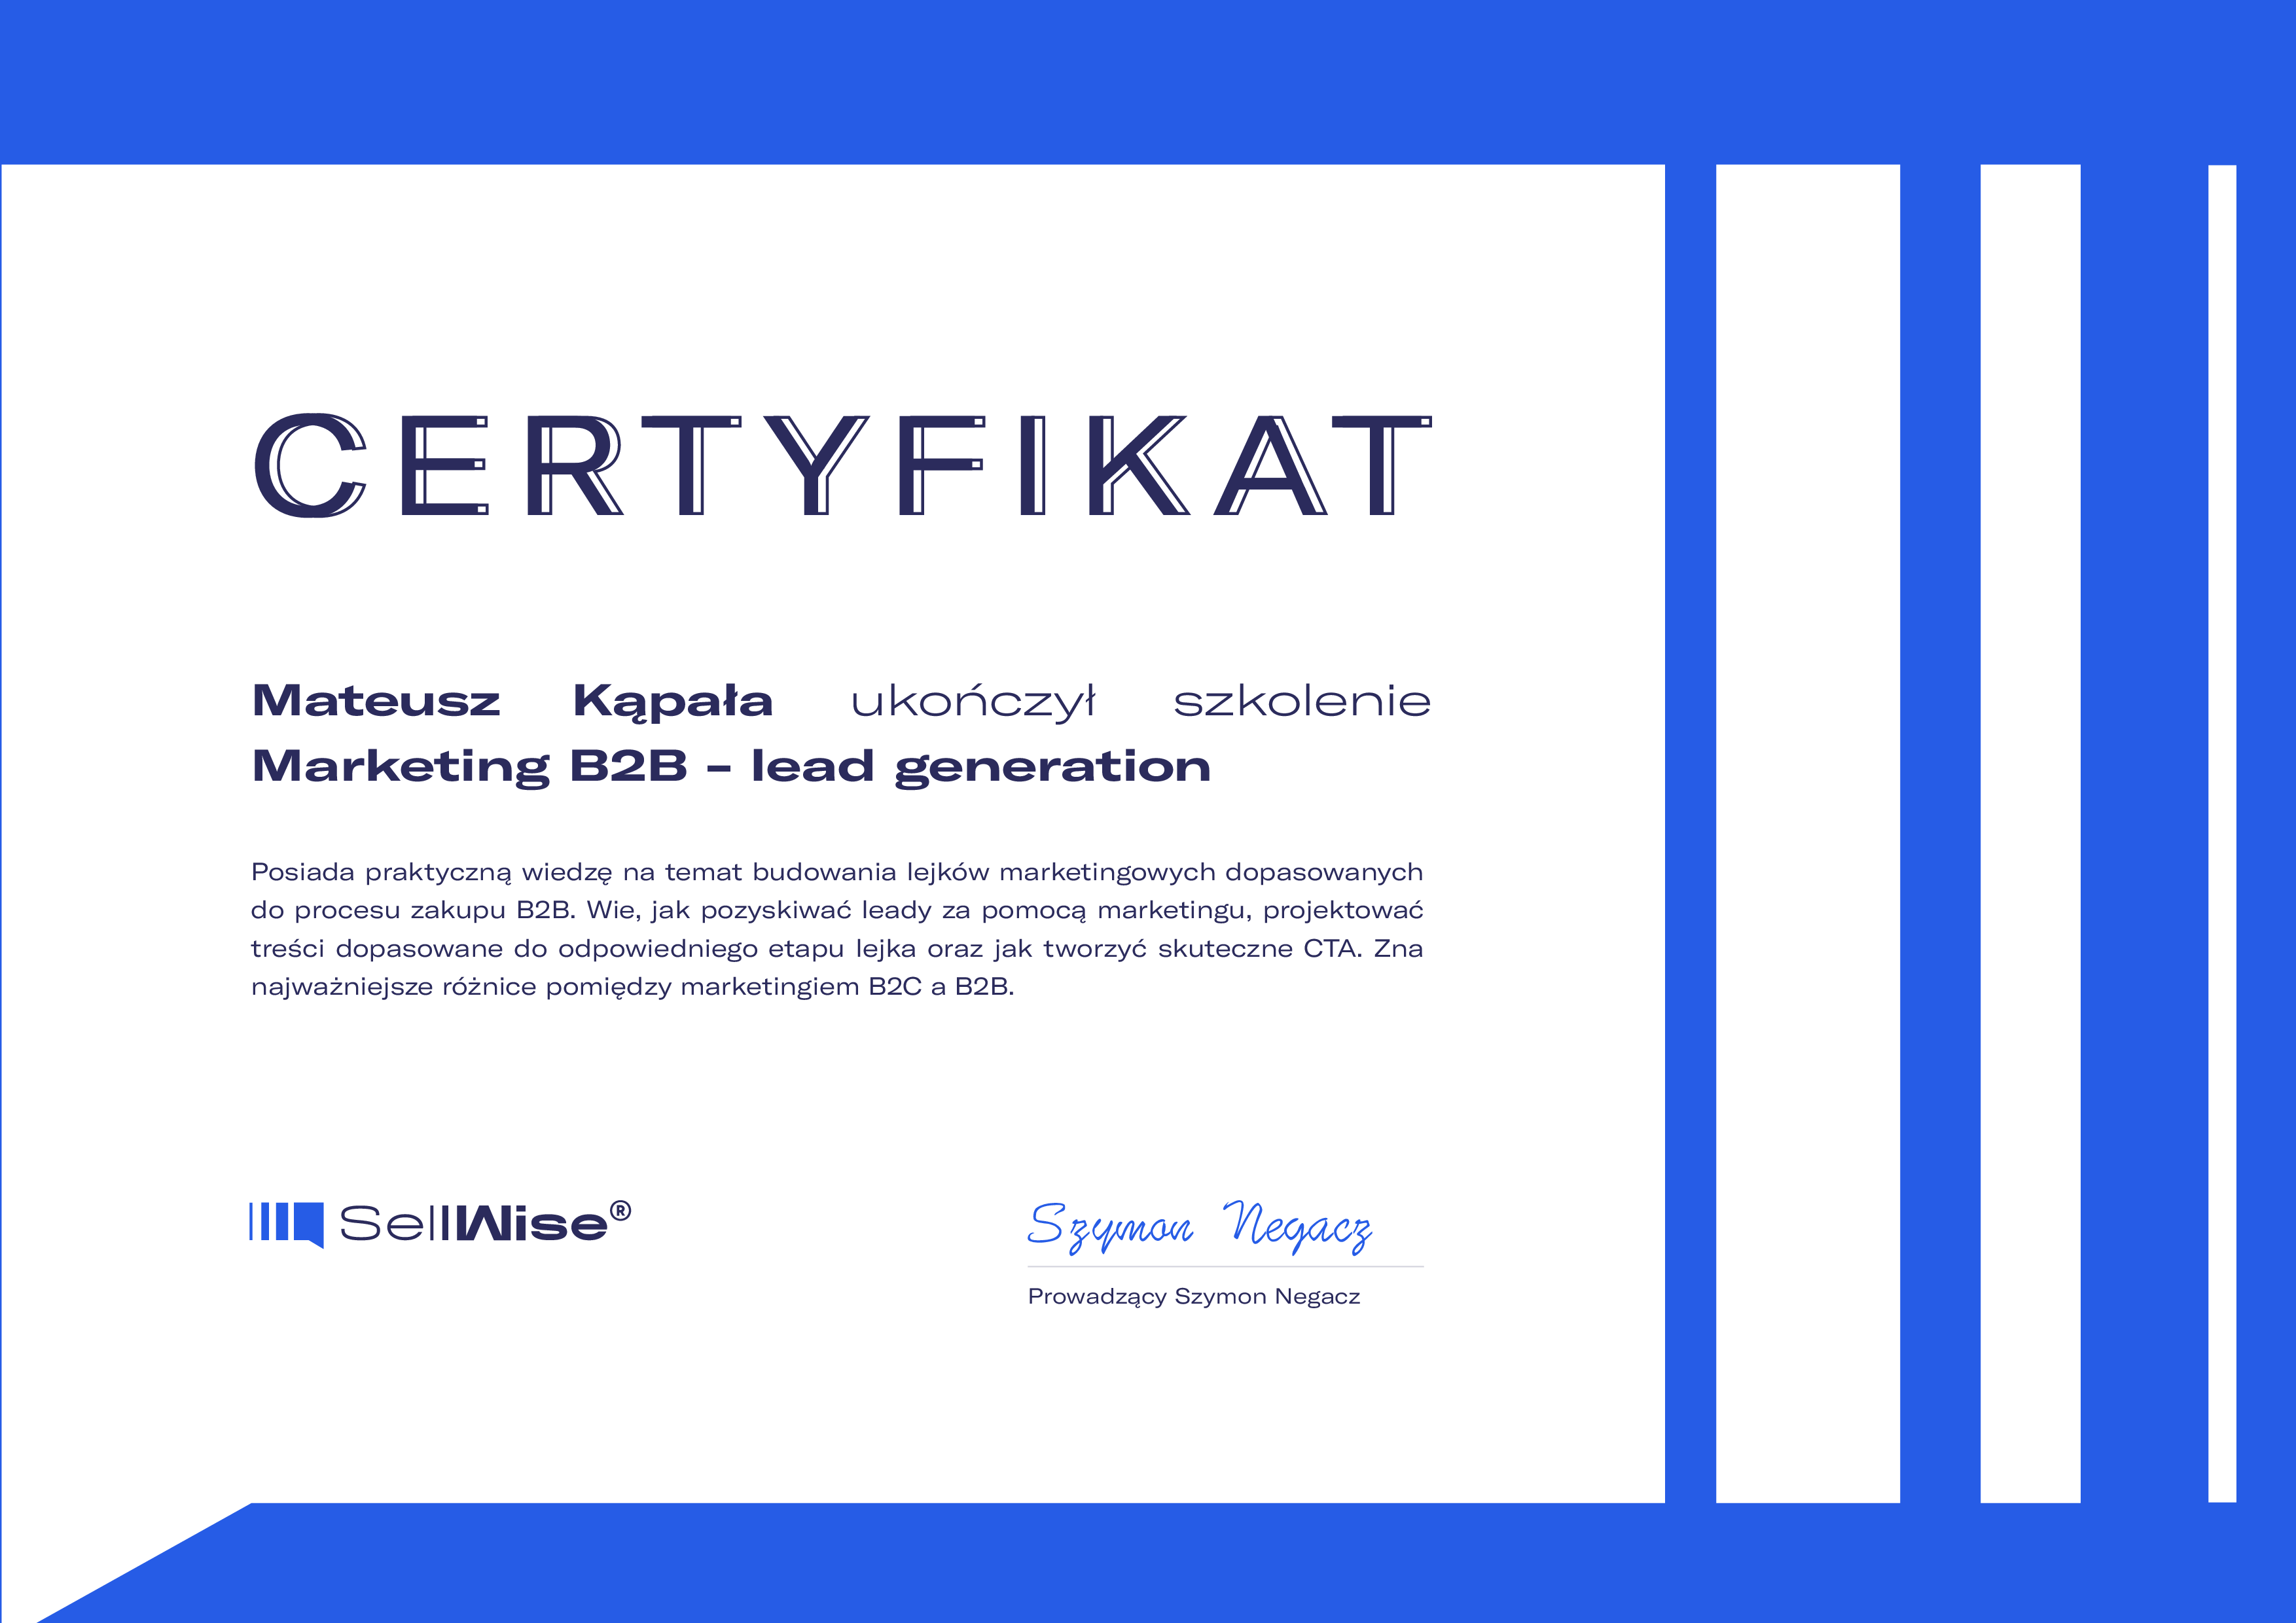 CERTYFIKAT
Mateusz Kąpała ukończył szkolenie
Marketing B2B – lead generation
Posiada praktyczną wiedzę na temat budowania lejków marketingowych dopasowanych
do procesu zakupu B2B. Wie, jak pozyskiwać leady za pomocą marketingu, projektować
treści dopasowane do odpowiedniego etapu lejka oraz jak tworzyć skuteczne CTA. Zna
najważniejsze różnice pomiędzy marketingiem B2C a B2B.
SellWise®
Szymon Negacz
Prowadzący Szymon Negacz